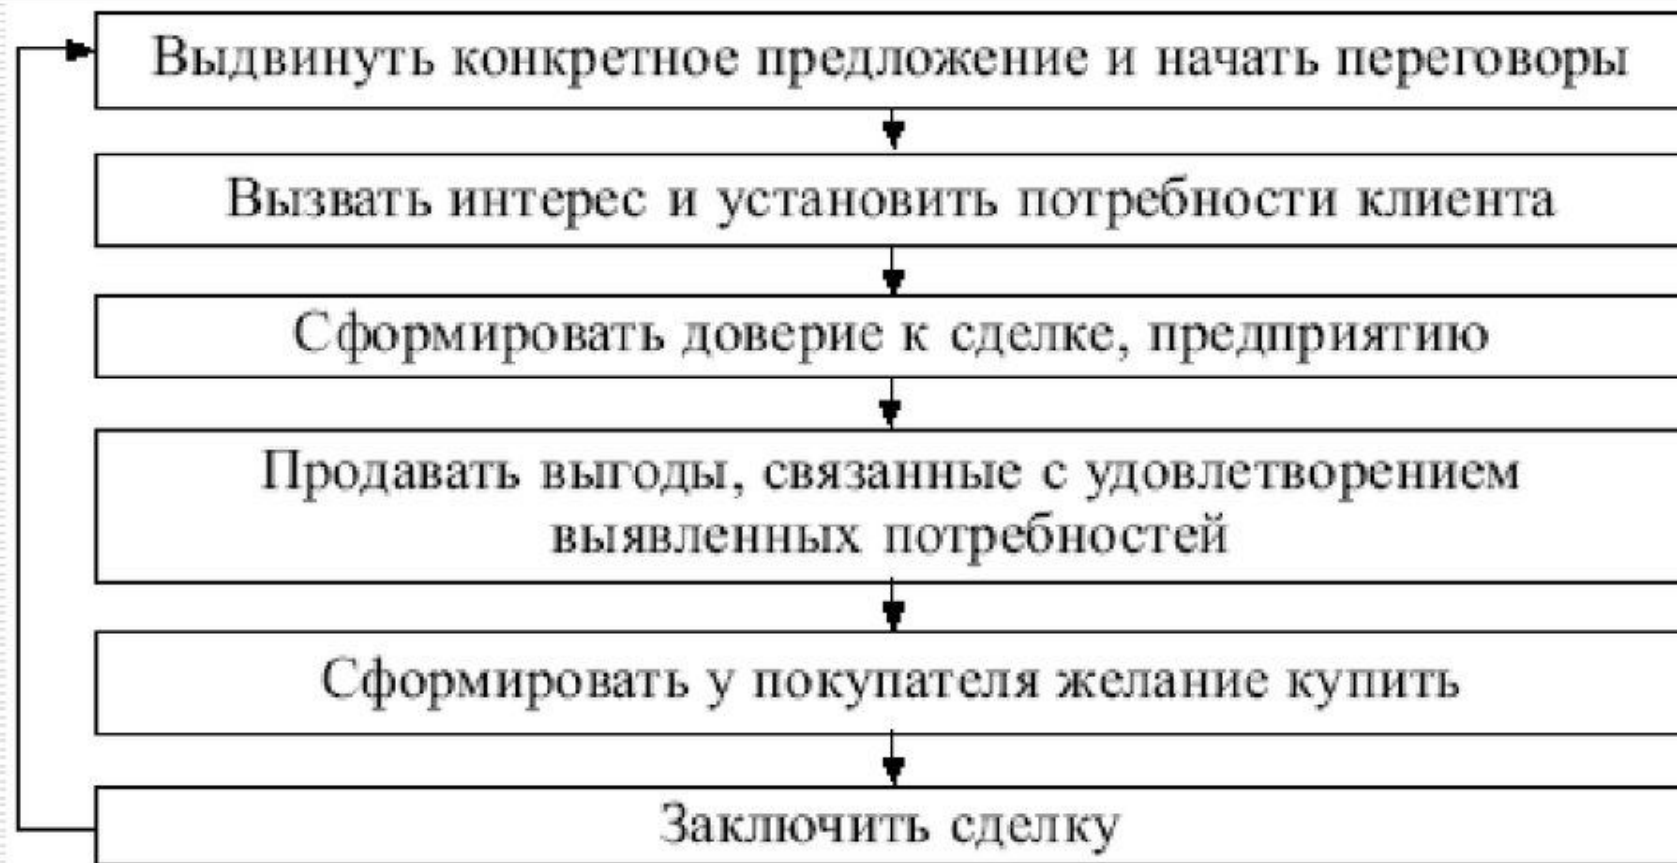 Выдвинуть конкретное предложение и начать переговоры
Вызвать интерес и установить потребности клиента
Сформировать доверие к сделке, предприятию
Продавать выгоды, связанные с удовлетворением
выявленных потребностей
Сформировать у покупателя желание купить
Заключить сделку